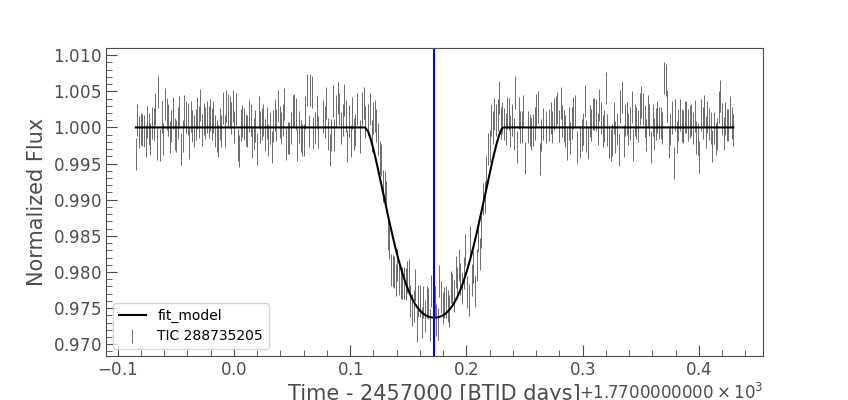 1.010
1.005
1.000
0.995
0.990
0.985
0.980
0.975
0.970
Normalized Flux
fit_model
TIC 288735205
−0.1 0.0 0.1 0.2 0.3 0.4
Time - 2457000 [BTJD days]
+1.7700000000 × 10³